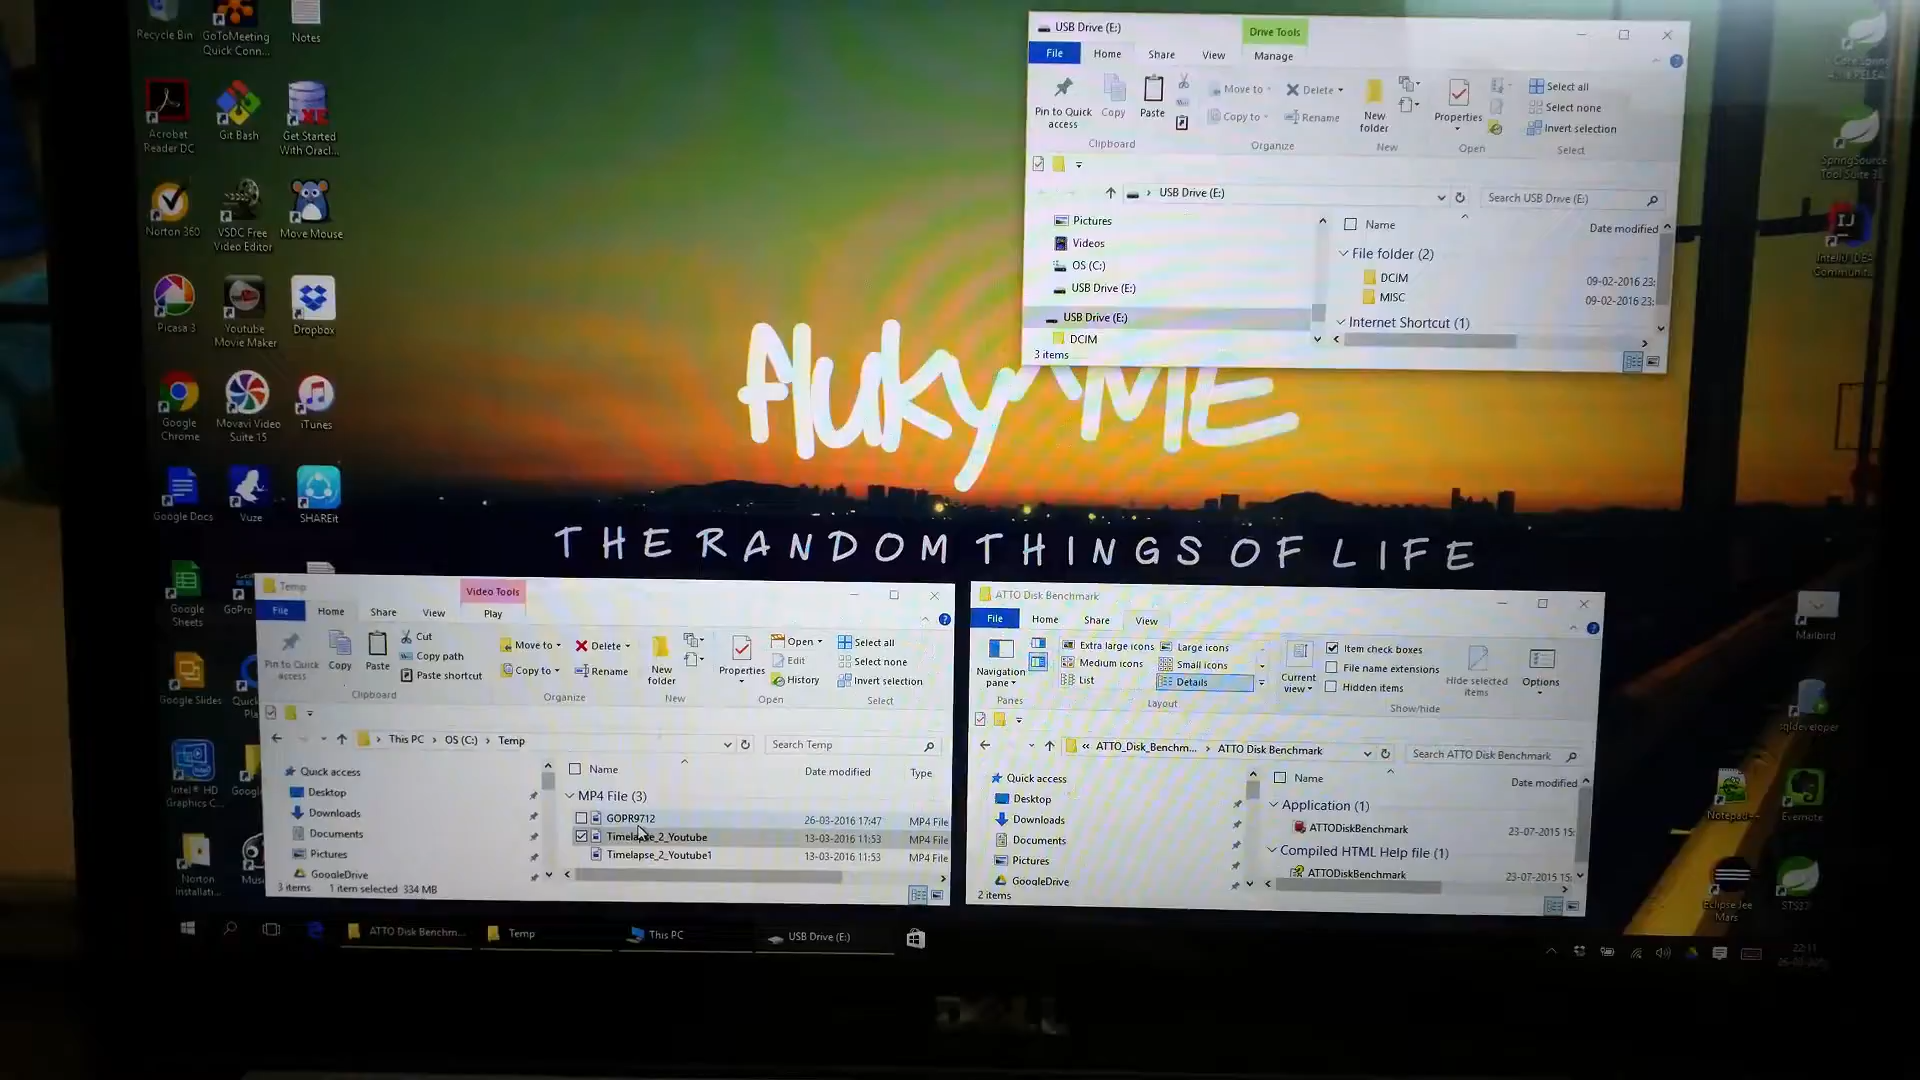 Recycle Bin
GoToMeeting
Quick Conn...
Notes
Acrobat
Reader DC
Git Bash
Get Started
With Oracl...
Norton 360
VSDC Free
Video Editor
Move Mouse
Picasa 3
Youtube
Movie Maker
Dropbox
Google
Chrome
Movavi Video
Suite 15
iTunes
Google Docs
Vuze
SHAREit
Google
Sheets
GoPro
Google Slides
Intel® HD
Graphics C...
Norton
Installati...
USB Drive (E:)
Drive Tools
File Home Share View Manage
Pin to Quick
access
Copy
Paste
Move to
Copy to
Delete
Rename
New
folder
Properties
Select all
Select none
Invert selection
Clipboard Organize New Open Select
USB Drive (E:)
Search USB Drive (E:)
Pictures
Videos
OS (C:)
USB Drive (E:)
USB Drive (E:)
DCIM
3 items
Name Date modified
File folder (2)
DCIM 09-02-2016 23:
MISC 09-02-2016 23:
Internet Shortcut (1)
flukyME
THE RANDOM THINGS OF LIFE
Temp
Video Tools
File Home Share View Play
Pin to Quick
access
Copy
Paste
Cut
Copy path
Paste shortcut
Move to
Copy to
Delete
Rename
New
folder
Properties
Open
Edit
History
Select all
Select none
Invert selection
Clipboard Organize New Open Select
This PC > OS (C:) > Temp
Search Temp
Quick access
Desktop
Downloads
Documents
Pictures
GoogleDrive
Name Date modified Type
MP4 File (3)
GOPR9712 26-03-2016 17:47 MP4 File
Timelapse_2_Youtube 13-03-2016 11:53 MP4 File
Timelapse_2_Youtube1 13-03-2016 11:53 MP4 File
3 items 1 item selected 334 MB
ATTO Disk Benchmark
File Home Share View
Navigation
pane
Extra large icons
Large icons
Medium icons
Small icons
List
Details
Current
view
Item check boxes
File name extensions
Hidden items
Hide selected
items
Options
Panes Layout Show/hide
« ATTO_Disk_Benchm... > ATTO Disk Benchmark
Search ATTO Disk Benchmark
Quick access
Desktop
Downloads
Documents
Pictures
GoogleDrive
Name Date modified
Application (1)
ATTODiskBenchmark 23-07-2015 15:
Compiled HTML Help file (1)
ATTODiskBenchmark 23-07-2015 15:
2 items
SpringSource
Tool Suite
IntelliJ IDEA
Communit...
Mailbird
sqldeveloper
Notepad++
Evernote
Eclipse Jee
Mars
ATTO Disk Benchm...
Temp
This PC
USB Drive (E:)
22:11
DELL